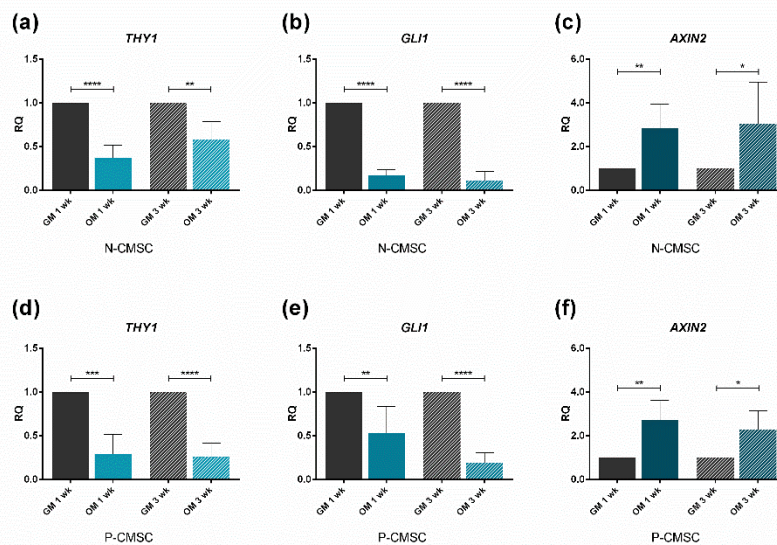 (a)
THY1
RQ
1.5
1.0
0.5
0.0
****
**
GM 1 wk
OM 1 wk
GM 3 wk
OM 3 wk
N-CMSC
(b)
GLI1
RQ
1.5
1.0
0.5
0.0
****
****
GM 1 wk
OM 1 wk
GM 3 wk
OM 3 wk
N-CMSC
(c)
AXIN2
RQ
6.0
4.0
2.0
0.0
**
*
GM 1 wk
OM 1 wk
GM 3 wk
OM 3 wk
N-CMSC
(d)
THY1
RQ
1.5
1.0
0.5
0.0
***
****
GM 1 wk
OM 1 wk
GM 3 wk
OM 3 wk
P-CMSC
(e)
GLI1
RQ
1.5
1.0
0.5
0.0
**
****
GM 1 wk
OM 1 wk
GM 3 wk
OM 3 wk
P-CMSC
(f)
AXIN2
RQ
6.0
4.0
2.0
0.0
**
*
GM 1 wk
OM 1 wk
GM 3 wk
OM 3 wk
P-CMSC